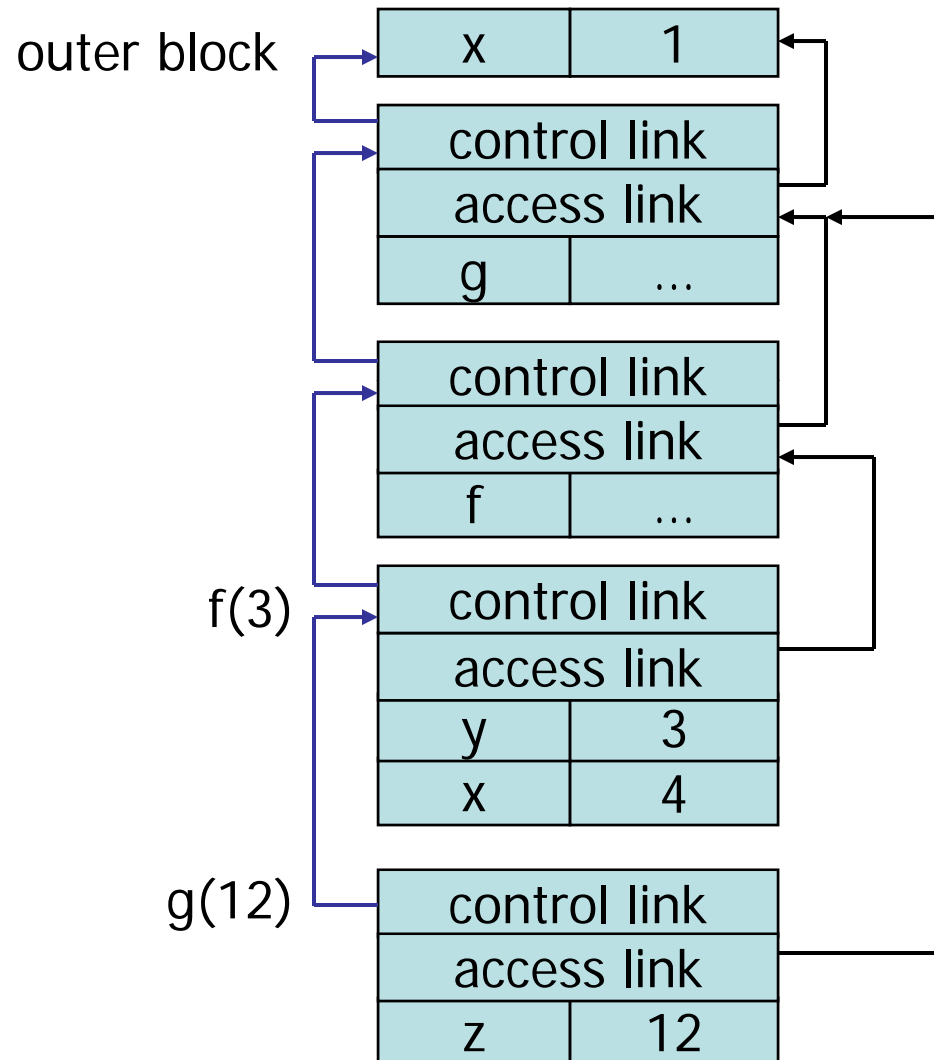 outer block
x 1
control link
access link
g ...
control link
access link
f ...
f(3)
control link
access link
y 3
x 4
g(12)
control link
access link
z 12